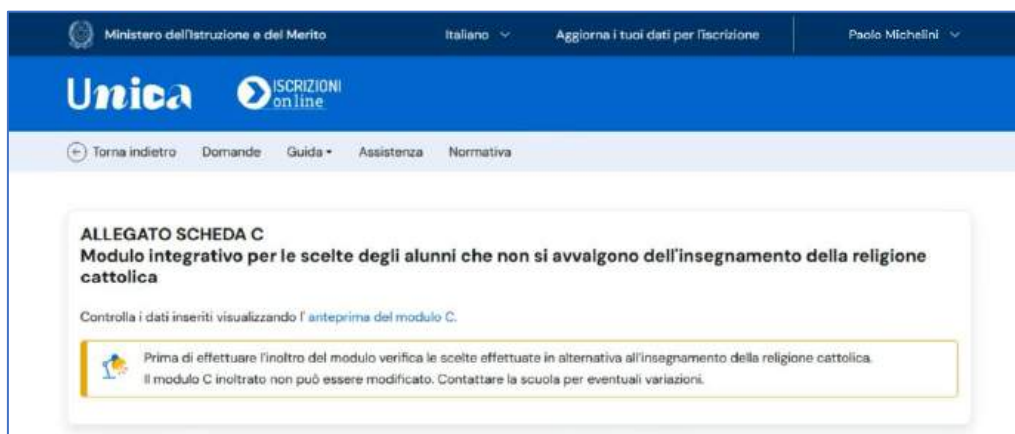 Ministero dell'Istruzione e del Merito Italiano Aggiorna i tuoi dati per l'iscrizione Paolo Michelini
Unica ISCRIZIONI
online
Torna indietro Domande Guida Assistenza Normativa
ALLEGATO SCHEDA C
Modulo integrativo per le scelte degli alunni che non si avvalgono dell'insegnamento della religione
cattolica
Controlla i dati inseriti visualizzando l' anteprima del modulo C.
Prima di effettuare l'inoltro del modulo verifica le scelte effettuate in alternativa all'insegnamento della religione cattolica.
Il modulo C inoltrato non può essere modificato. Contattare la scuola per eventuali variazioni.